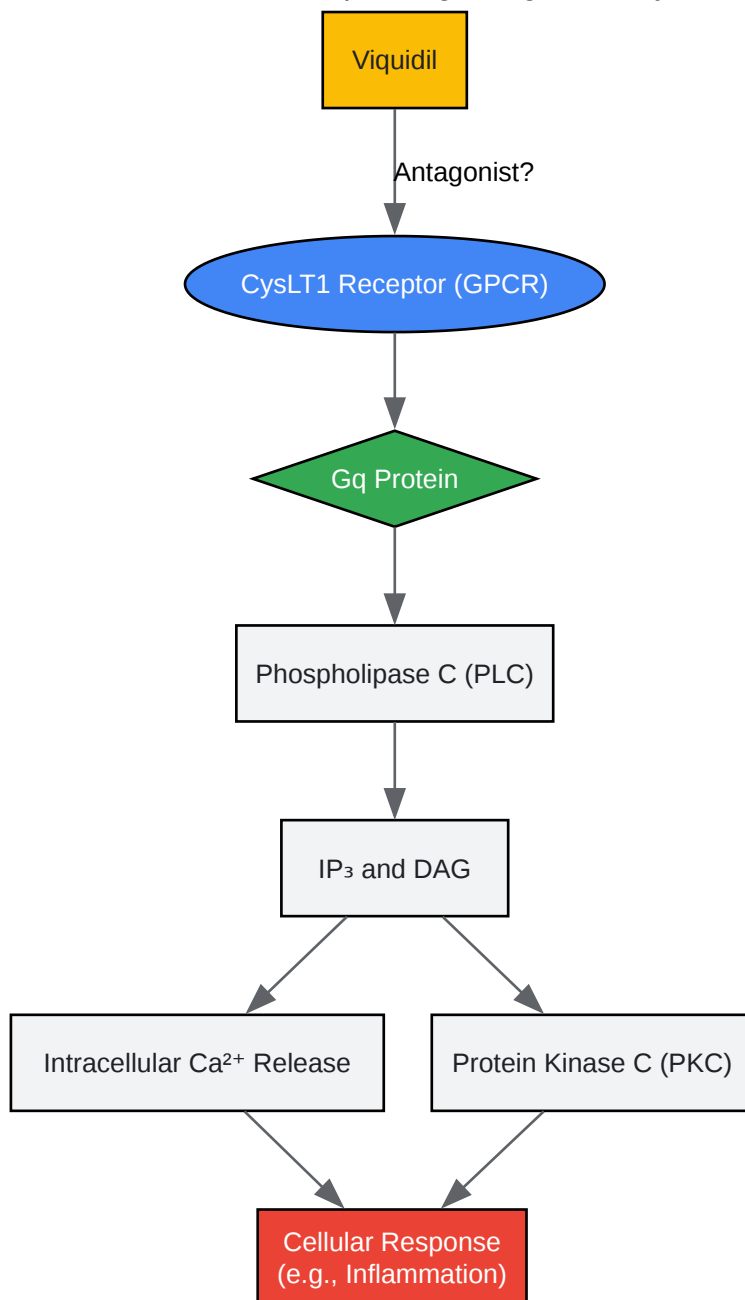 Viquidil
Antagonist?
CysLT1 Receptor (GPCR)
Gq Protein
Phospholipase C (PLC)
IP₃ and DAG
Intracellular Ca²⁺ Release
Protein Kinase C (PKC)
Cellular Response
(e.g., Inflammation)